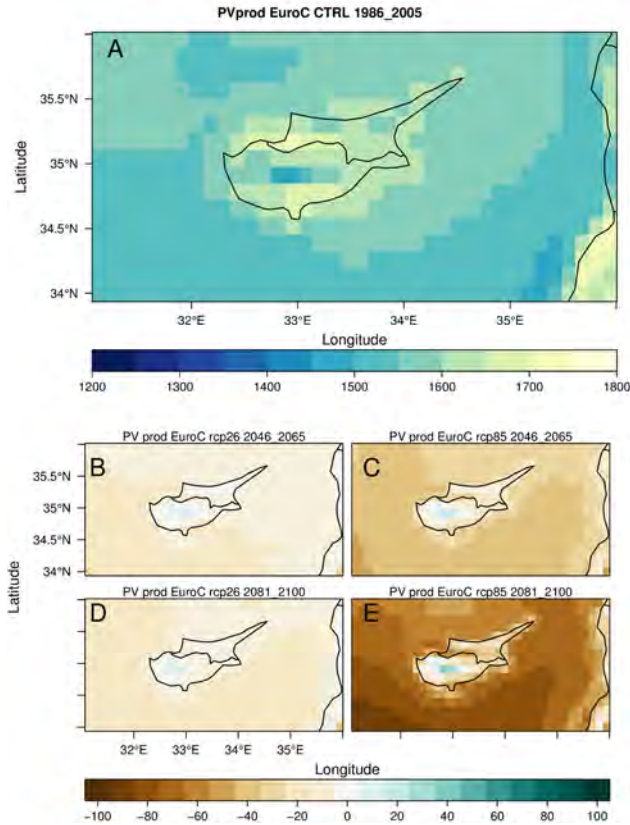 PVprod EuroC CTRL 1986_2005
A
35.5°N
35°N
34.5°N
34°N
Latitude
32°E 33°E 34°E 35°E
Longitude
1200 1300 1400 1500 1600 1700 1800
PV prod EuroC rcp26 2046_2065
PV prod EuroC rcp85 2046_2065
B
C
35.5°N
35°N
34.5°N
34°N
Latitude
PV prod EuroC rcp26 2081_2100
PV prod EuroC rcp85 2081_2100
D
E
32°E 33°E 34°E 35°E
Longitude
−100 −80 −60 −40 −20 0 20 40 60 80 100